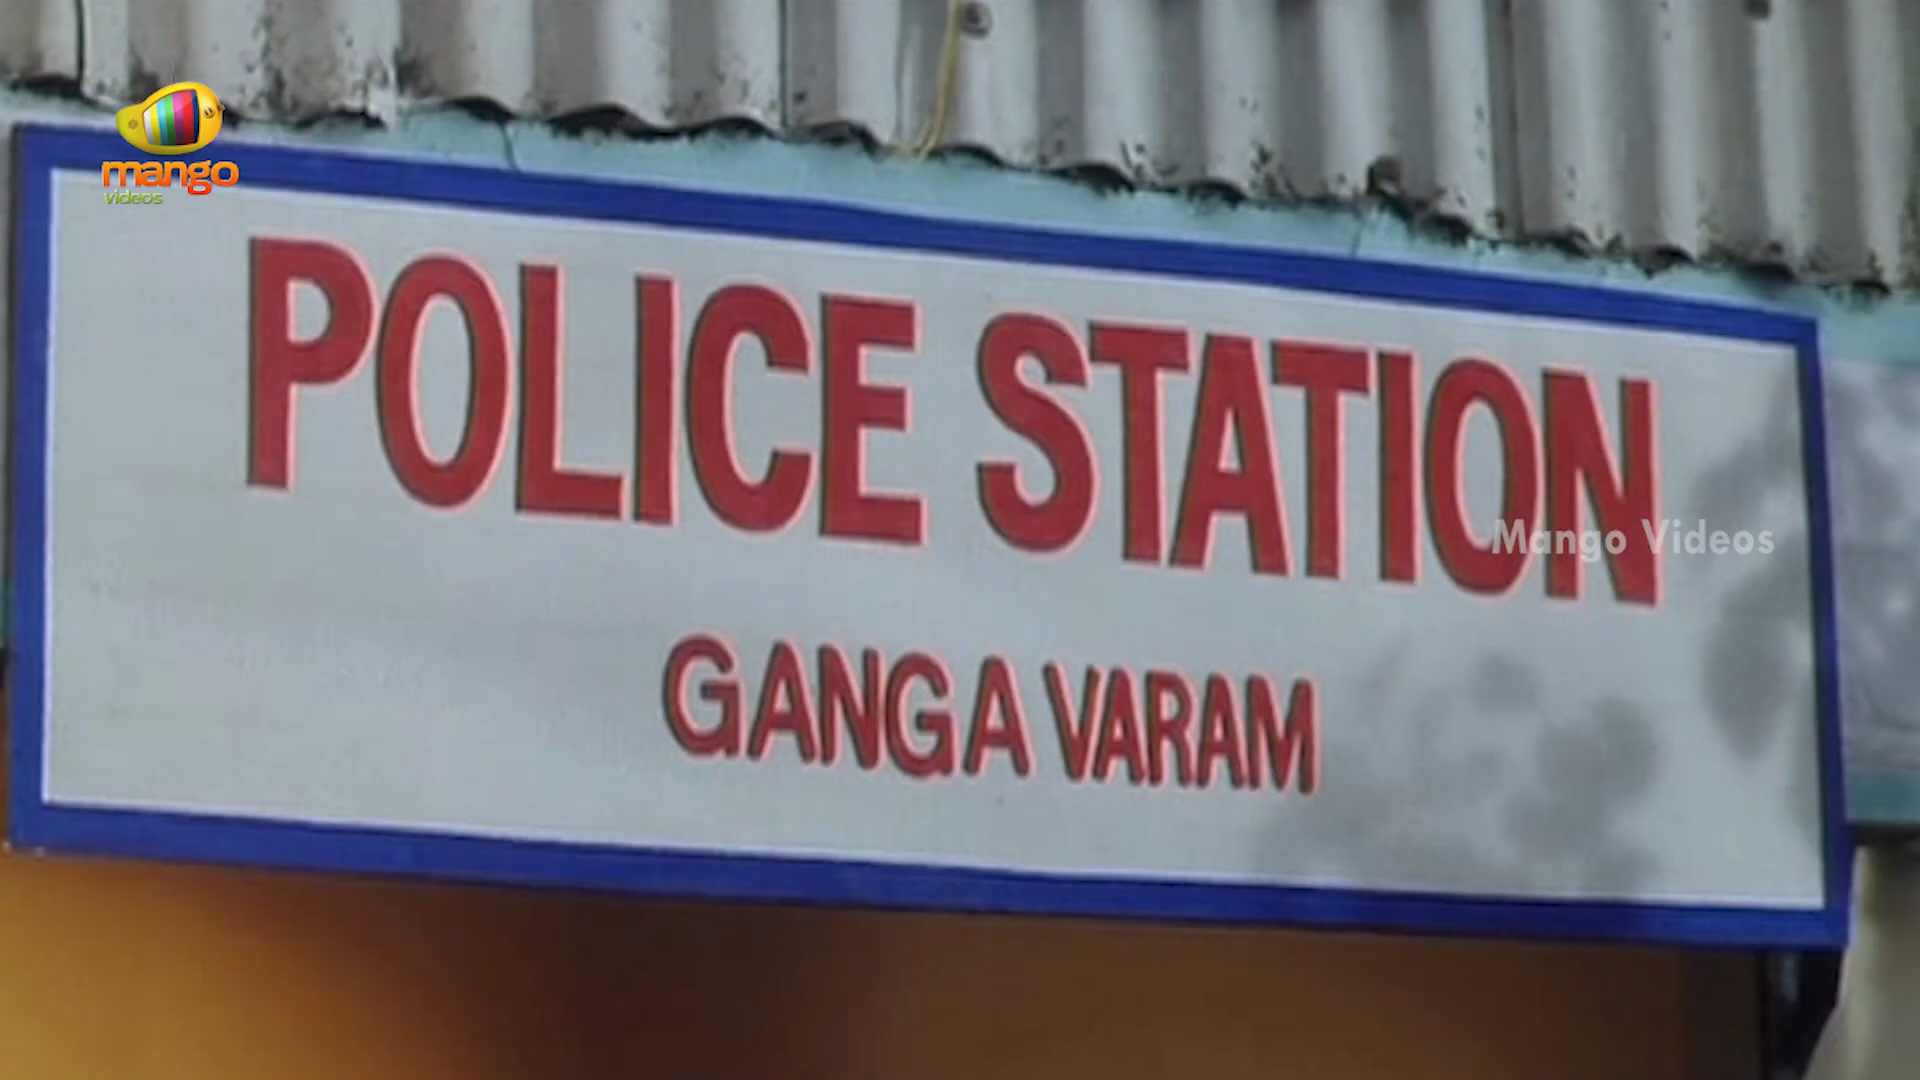 mango
videos
POLICE STATION
Mango Videos
GANGA VARAM